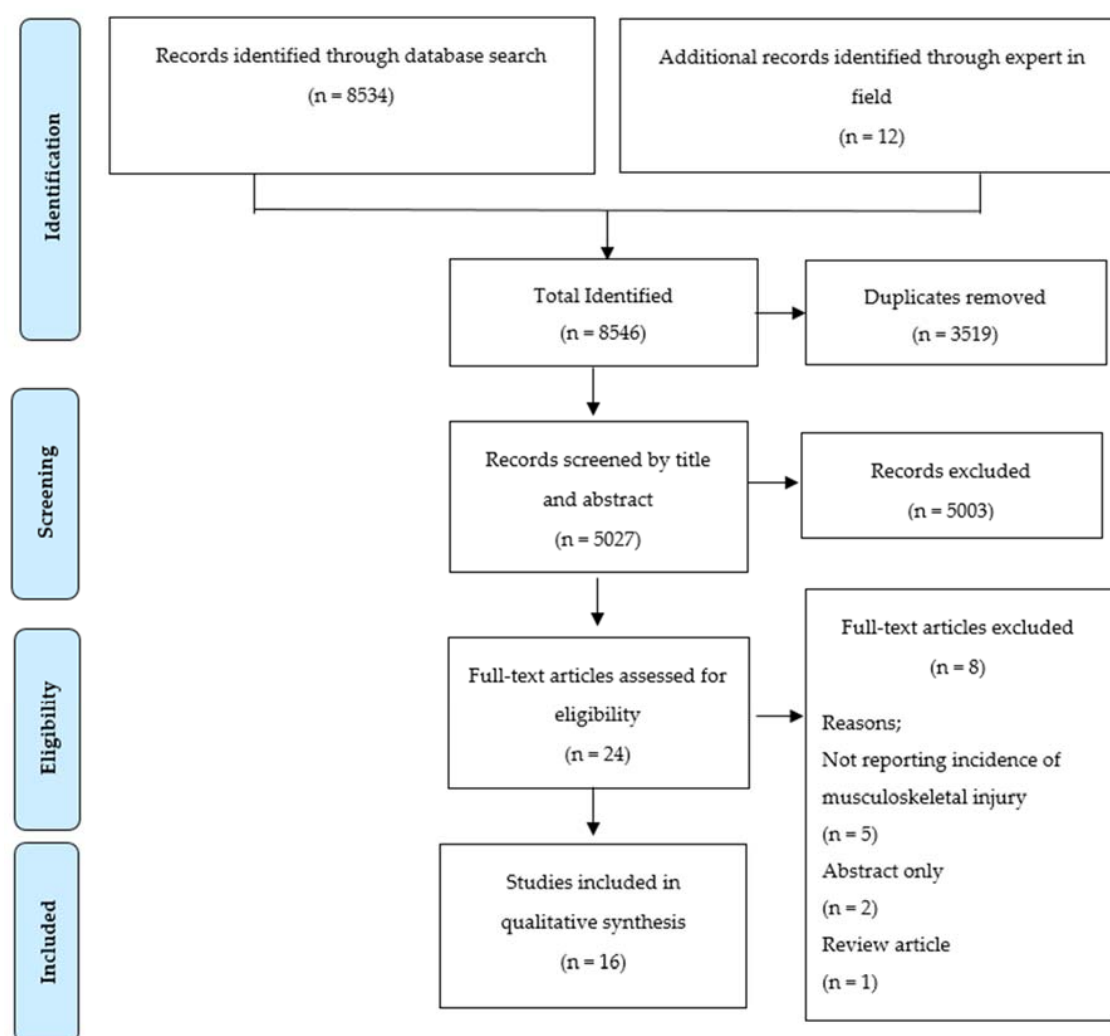 Identification
Records identified through database search
(n = 8534)
Additional records identified through expert in
field
(n = 12)
Total Identified
(n = 8546)
Duplicates removed
(n = 3519)
Screening
Records screened by title
and abstract
(n = 5027)
Records excluded
(n = 5003)
Eligibility
Full-text articles assessed for
eligibility
(n = 24)
Full-text articles excluded
(n = 8)
Reasons;
Not reporting incidence of
musculoskeletal injury
(n = 5)
Abstract only
(n = 2)
Review article
(n = 1)
Included
Studies included in
qualitative synthesis
(n = 16)